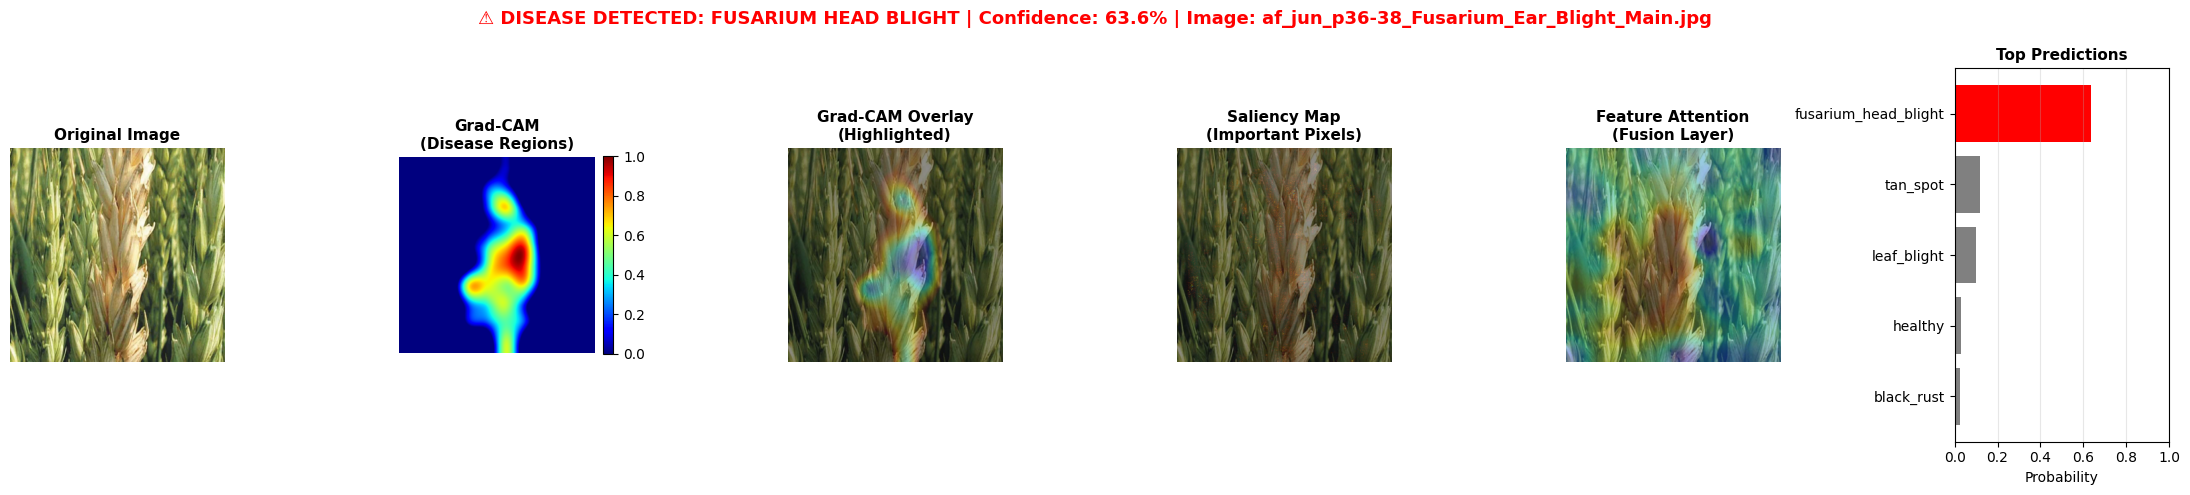 ⚠ DISEASE DETECTED: FUSARIUM HEAD BLIGHT | Confidence: 63.6% | Image: af_jun_p36-38_Fusarium_Ear_Blight_Main.jpg
Original Image
Grad-CAM
(Disease Regions)
1.0
0.8
0.6
0.4
0.2
0.0
Grad-CAM Overlay
(Highlighted)
Saliency Map
(Important Pixels)
Feature Attention
(Fusion Layer)
Top Predictions
fusarium_head_blight
tan_spot
leaf_blight
healthy
black_rust
0.0 0.2 0.4 0.6 0.8 1.0
Probability